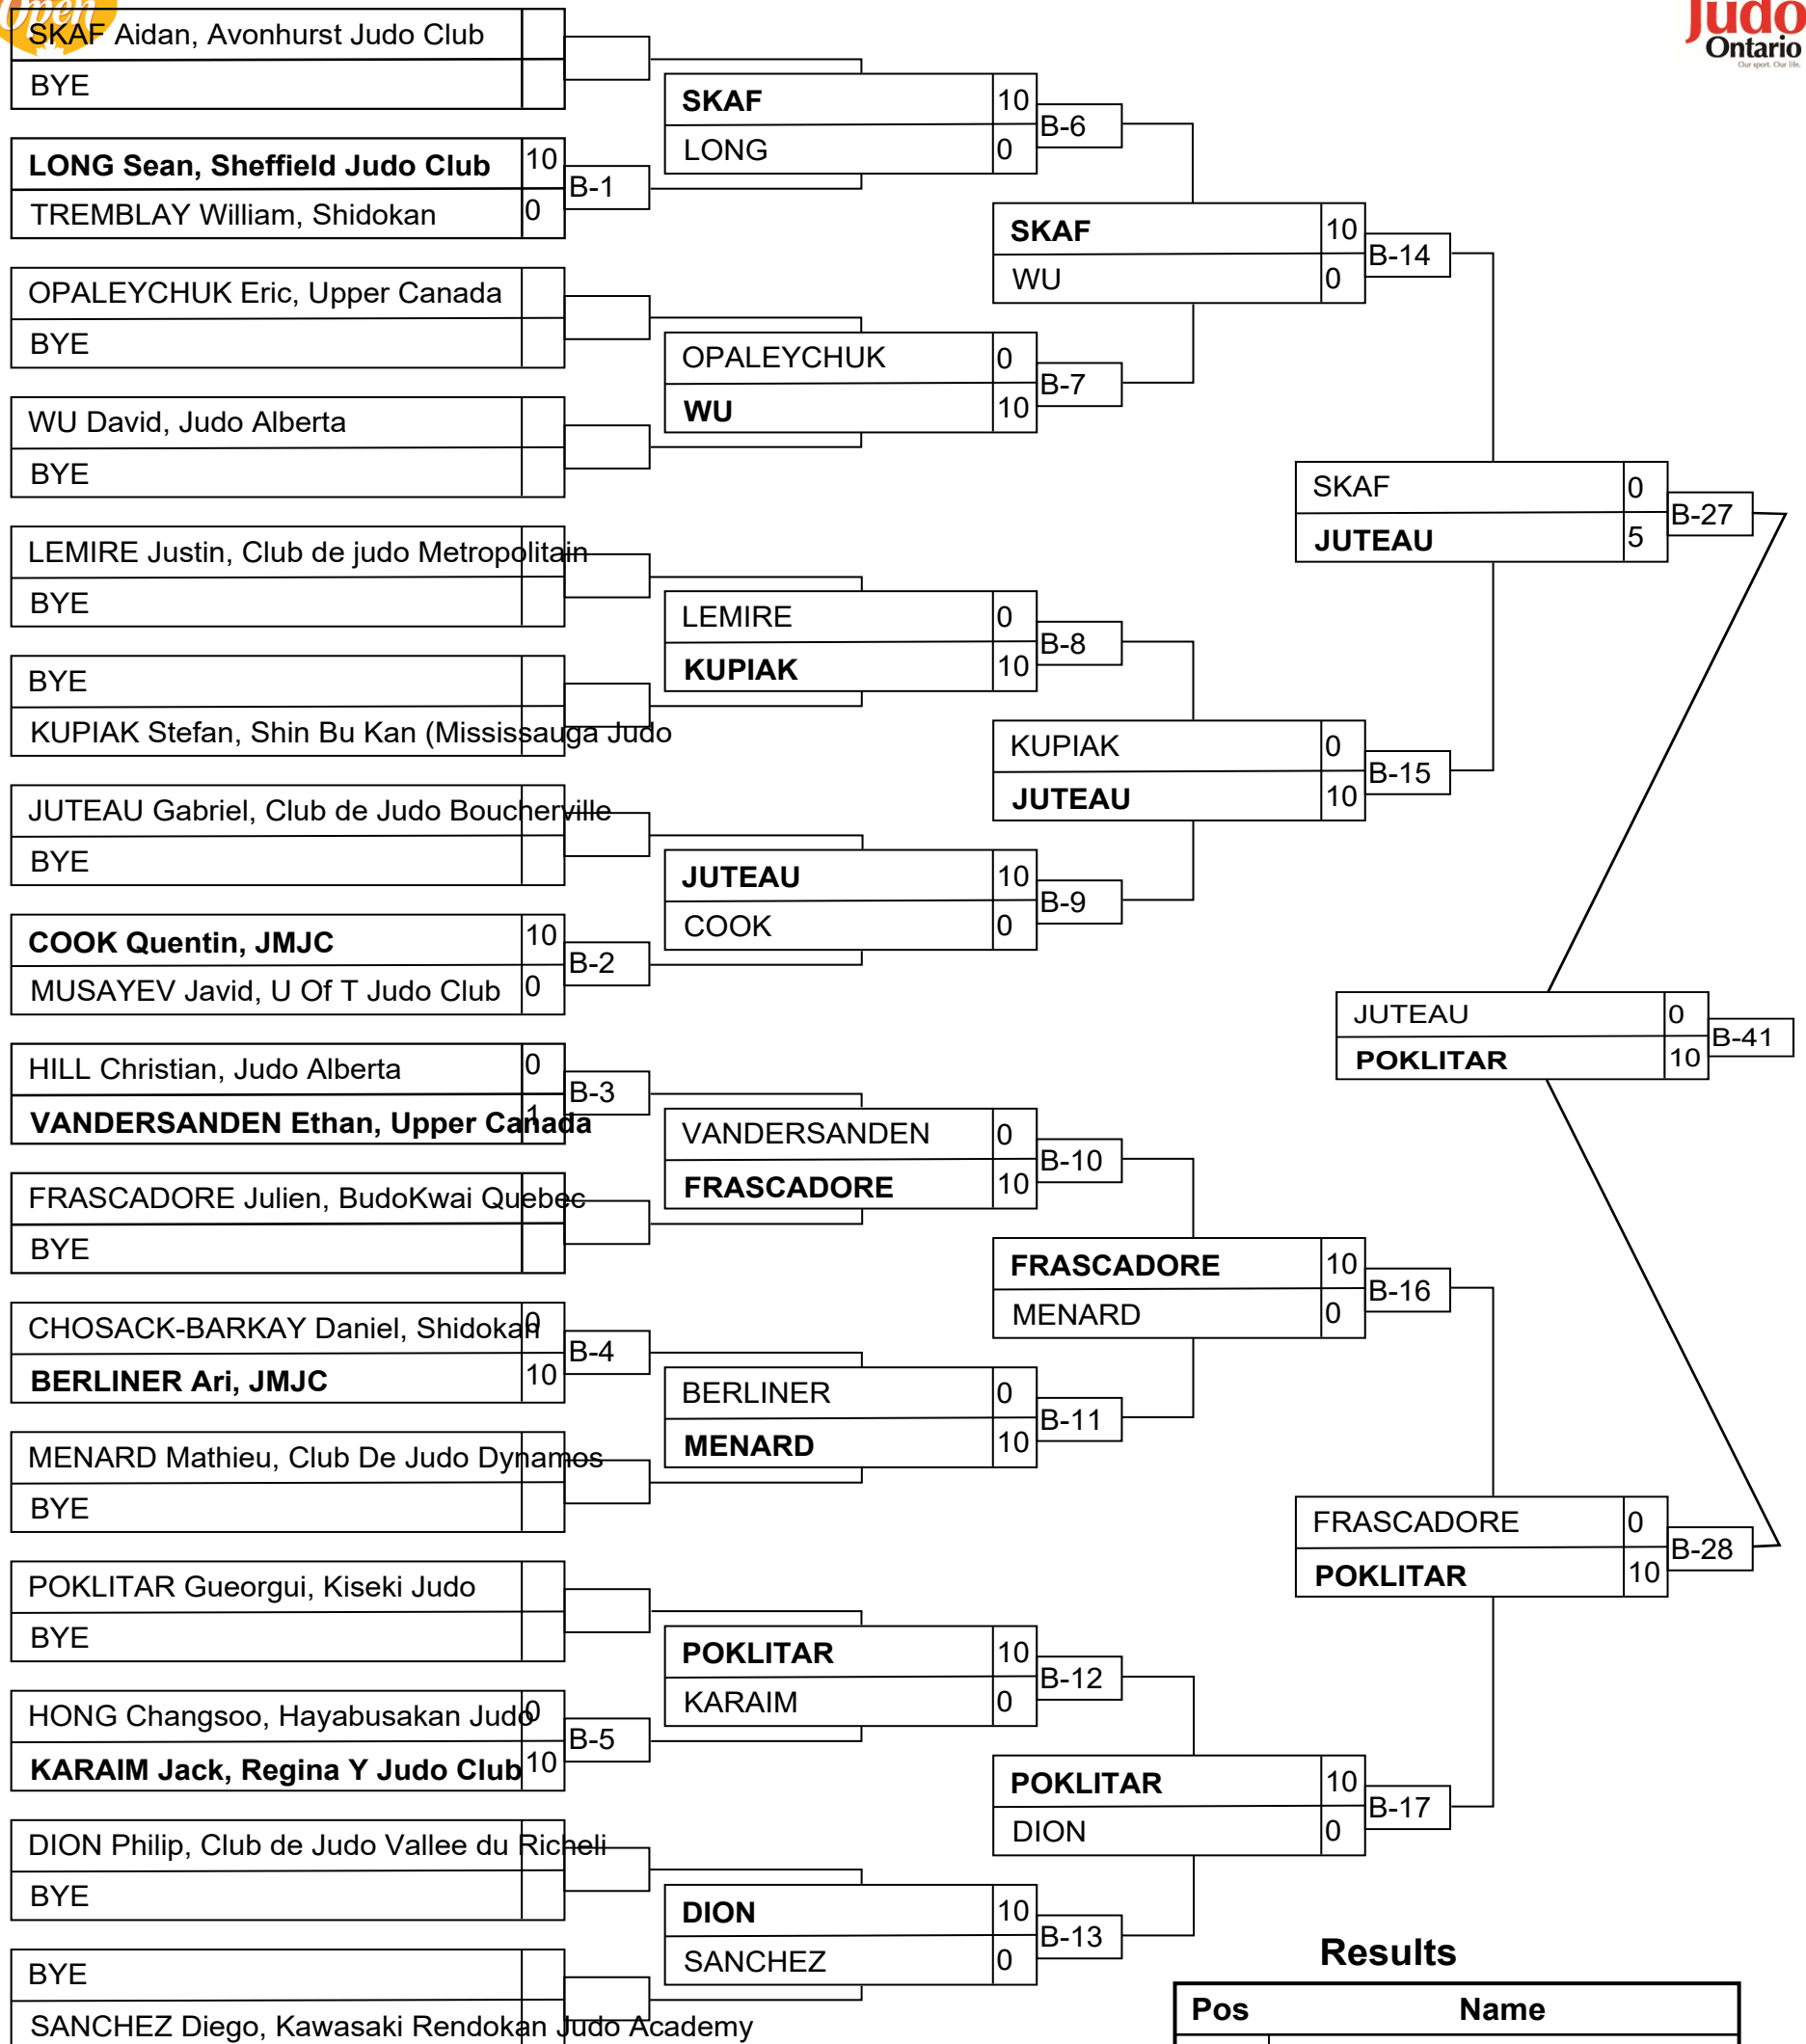 Open
Judo
Ontario
Our sport. Our life.
SKAF Aidan, Avonhurst Judo Club
BYE
LONG Sean, Sheffield Judo Club 10
B-1
TREMBLAY William, Shidokan 0
OPALEYCHUK Eric, Upper Canada
BYE
WU David, Judo Alberta
BYE
LEMIRE Justin, Club de judo Metropolitain
BYE
BYE
KUPIAK Stefan, Shin Bu Kan (Mississauga Judo
JUTEAU Gabriel, Club de Judo Boucherville
BYE
COOK Quentin, JMJC 10
B-2
MUSAYEV Javid, U Of T Judo Club 0
HILL Christian, Judo Alberta 0
B-3
VANDERSANDEN Ethan, Upper Canada 1
FRASCADORE Julien, BudoKwai Quebec
BYE
CHOSACK-BARKAY Daniel, Shidokan 0
B-4
BERLINER Ari, JMJC 10
MENARD Mathieu, Club De Judo Dynamos
BYE
POKLITAR Gueorgui, Kiseki Judo
BYE
HONG Changsoo, Hayabusakan Judo 0
B-5
KARAIM Jack, Regina Y Judo Club 10
DION Philip, Club de Judo Vallee du Richeli
BYE
BYE
SANCHEZ Diego, Kawasaki Rendokan Judo Academy
SKAF 10
B-6
LONG 0
OPALEYCHUK 0
B-7
WU 10
LEMIRE 0
B-8
KUPIAK 10
JUTEAU 10
B-9
COOK 0
VANDERSANDEN 0
B-10
FRASCADORE 10
BERLINER 0
B-11
MENARD 10
POKLITAR 10
B-12
KARAIM 0
DION 10
B-13
SANCHEZ 0
SKAF 10
B-14
WU 0
KUPIAK 0
B-15
JUTEAU 10
FRASCADORE 10
B-16
MENARD 0
POKLITAR 10
B-17
DION 0
SKAF 0
B-27
JUTEAU 5
FRASCADORE 0
B-28
POKLITAR 10
JUTEAU 0
B-41
POKLITAR 10
Results
Pos Name